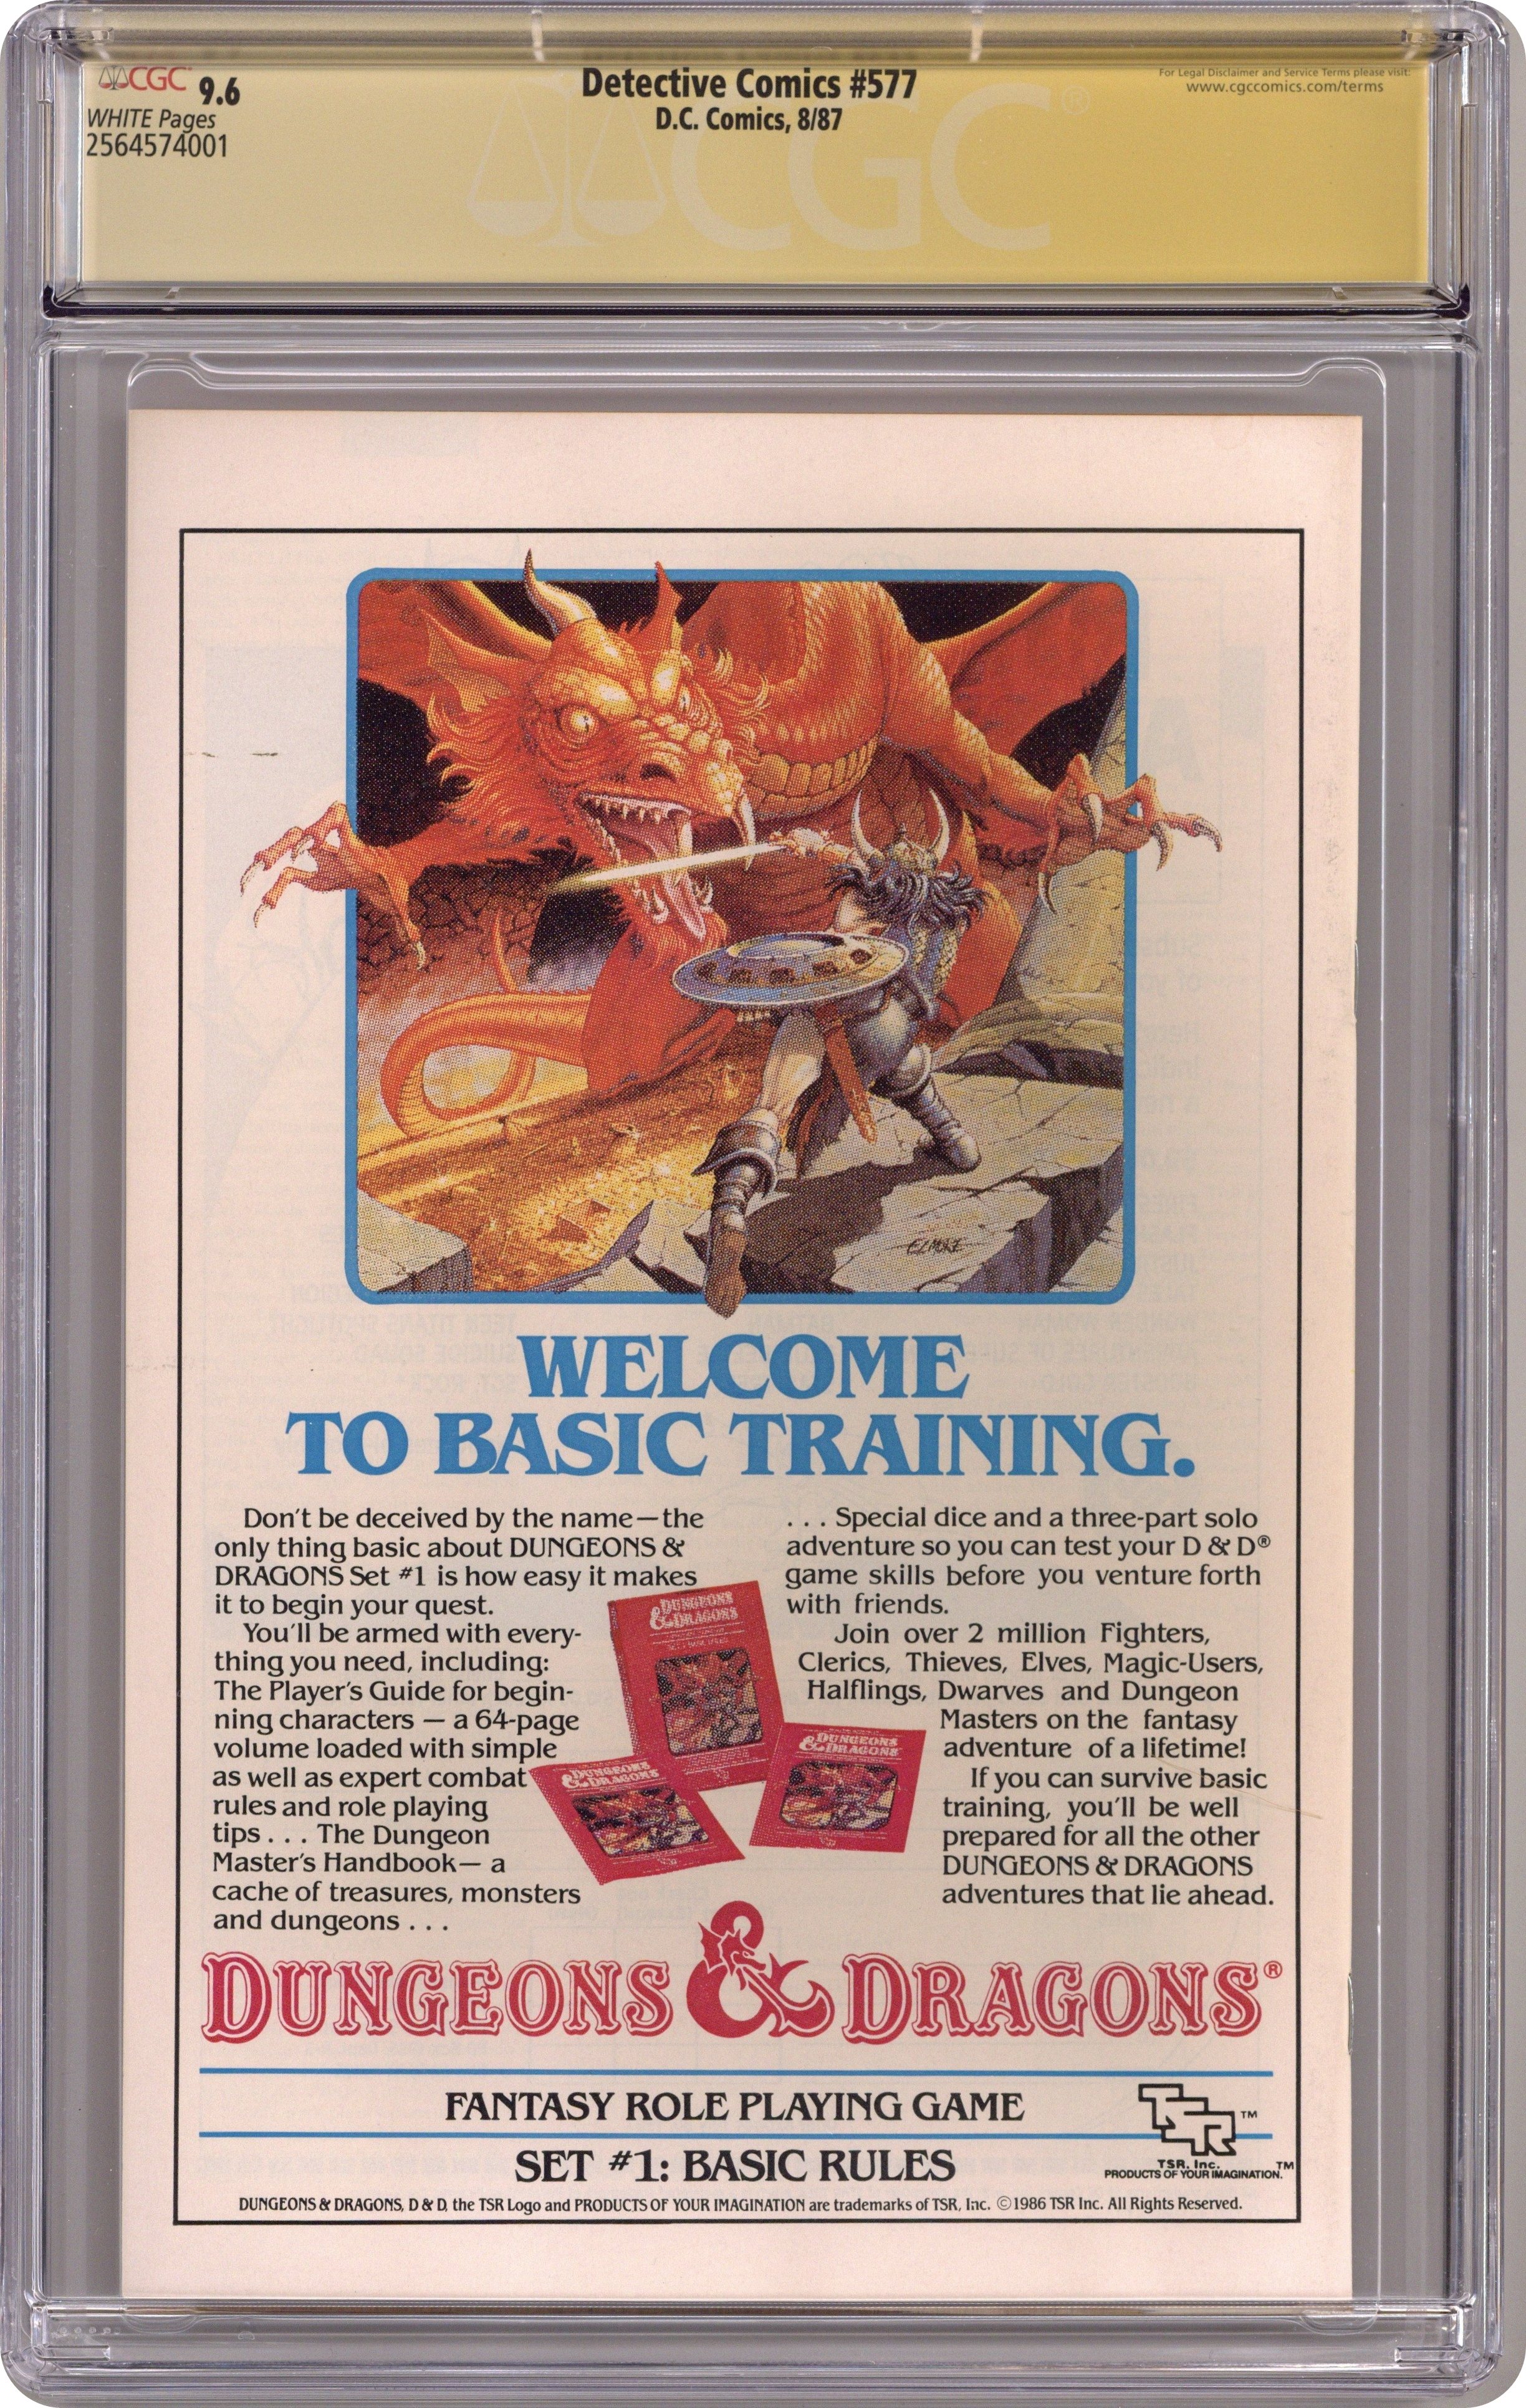 CGC 9.6
WHITE Pages
2564574001
Detective Comics #577
D.C. Comics, 8/87
For Legal Disclaimer and Service Terms please visit:
www.cgccomics.com/terms
CGC®
ELMORE
WELCOME
TO BASIC TRAINING.
Don't be deceived by the name—the
only thing basic about DUNGEONS &
DRAGONS Set #1 is how easy it makes
it to begin your quest.
You'll be armed with every-
thing you need, including:
The Player's Guide for begin-
ning characters — a 64-page
volume loaded with simple
as well as expert combat
rules and role playing
tips . . . The Dungeon
Master's Handbook— a
cache of treasures, monsters
and dungeons . . .
. . . Special dice and a three-part solo
adventure so you can test your D & D®
game skills before you venture forth
with friends.
Join over 2 million Fighters,
Clerics, Thieves, Elves, Magic-Users,
Halflings, Dwarves and Dungeon
Masters on the fantasy
adventure of a lifetime!
If you can survive basic
training, you'll be well
prepared for all the other
DUNGEONS & DRAGONS
adventures that lie ahead.
DUNGEONS
& DRAGONS
DUNGEONS
& DRAGONS
DUNGEONS
& DRAGONS
DUNGEONS & DRAGONS®
FANTASY ROLE PLAYING GAME
SET #1: BASIC RULES
TSR™
TSR, Inc.
PRODUCTS OF YOUR IMAGINATION.™
DUNGEONS & DRAGONS, D & D, the TSR Logo and PRODUCTS OF YOUR IMAGINATION are trademarks of TSR, Inc. ©1986 TSR Inc. All Rights Reserved.